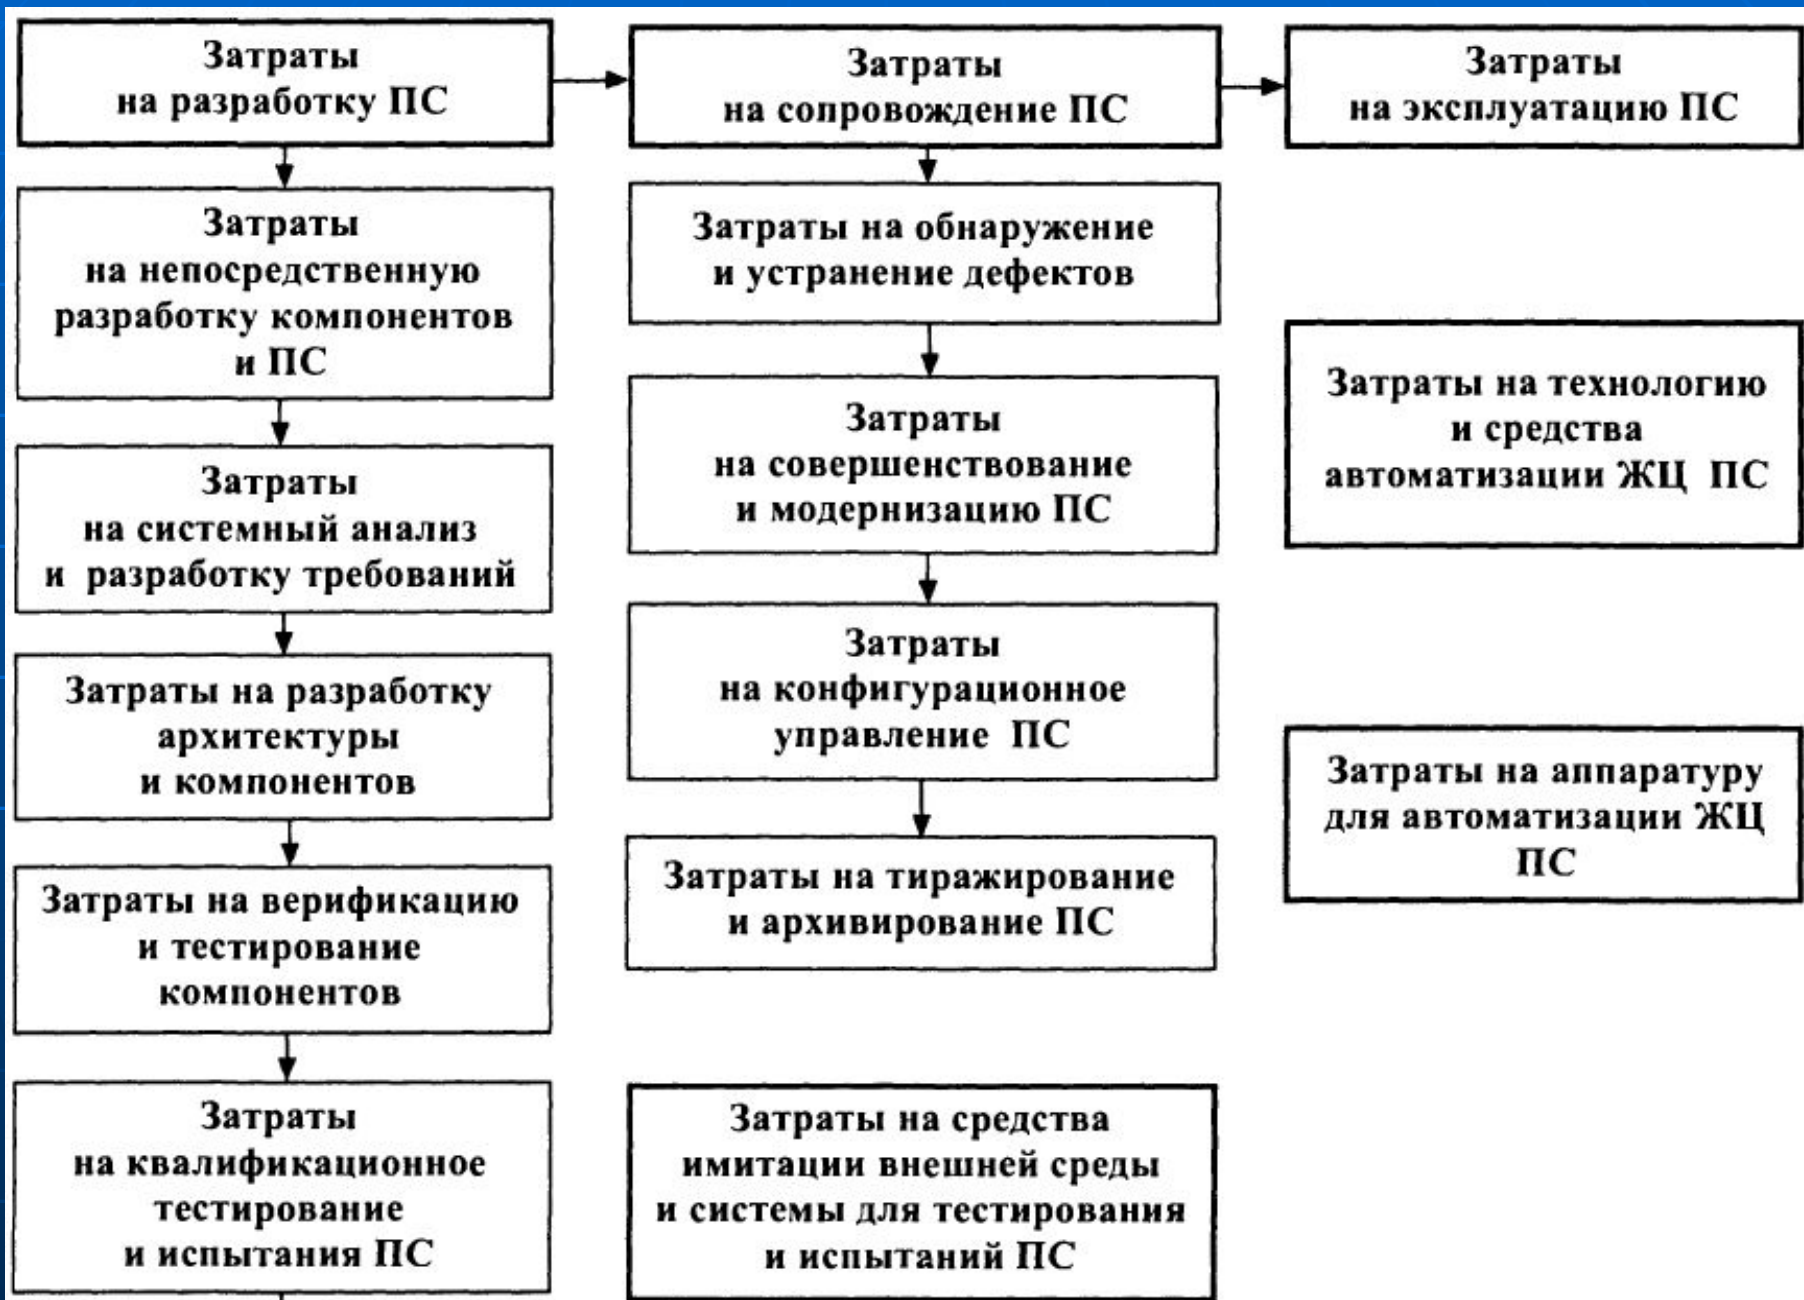 Затраты
на разработку ПС
Затраты
на непосредственную
разработку компонентов
и ПС
Затраты
на системный анализ
и разработку требований
Затраты на разработку
архитектуры
и компонентов
Затраты на верификацию
и тестирование
компонентов
Затраты
на квалификационное
тестирование
и испытания ПС
Затраты
на сопровождение ПС
Затраты на обнаружение
и устранение дефектов
Затраты
на совершенствование
и модернизацию ПС
Затраты
на конфигурационное
управление ПС
Затраты на тиражирование
и архивирование ПС
Затраты на средства
имитации внешней среды
и системы для тестирования
и испытаний ПС
Затраты
на эксплуатацию ПС
Затраты на технологию
и средства
автоматизации ЖЦ ПС
Затраты на аппаратуру
для автоматизации ЖЦ
ПС